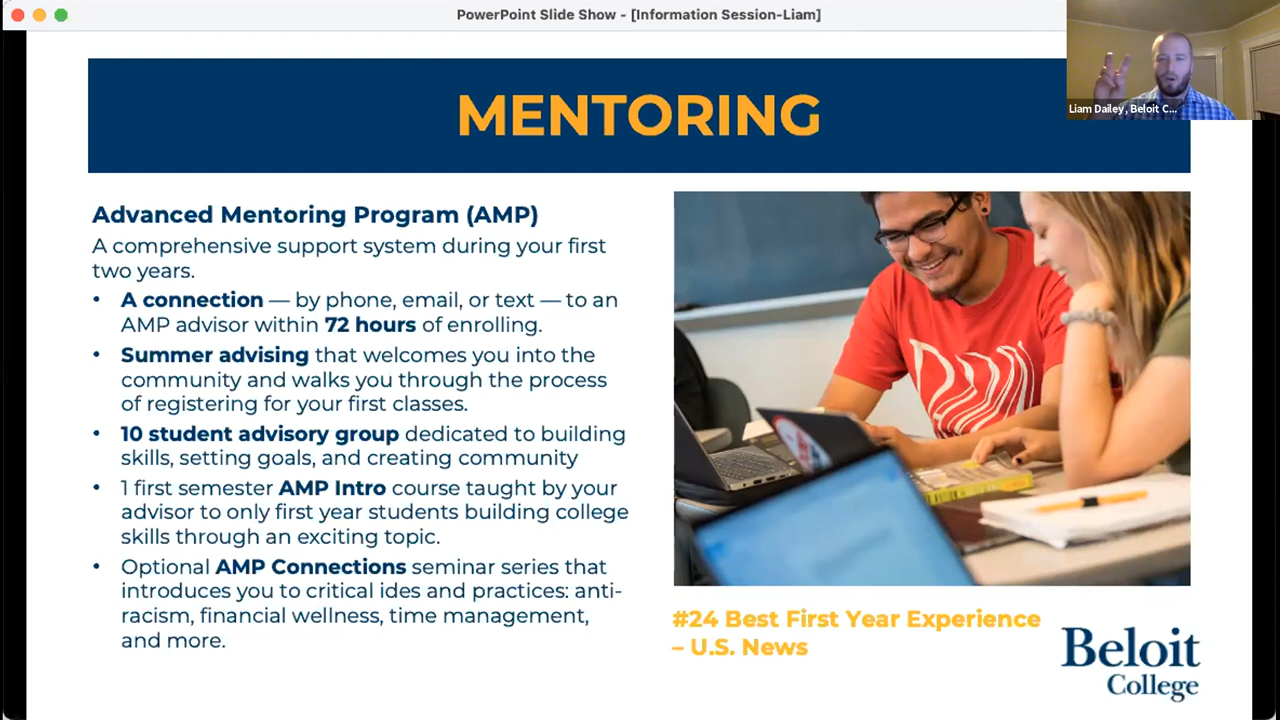 PowerPoint Slide Show - [Information Session-Liam]
Liam Dailey, Beloit C...
MENTORING
Advanced Mentoring Program (AMP)
A comprehensive support system during your first
two years.
• A connection — by phone, email, or text — to an
AMP advisor within 72 hours of enrolling.
• Summer advising that welcomes you into the
community and walks you through the process
of registering for your first classes.
• 10 student advisory group dedicated to building
skills, setting goals, and creating community
• 1 first semester AMP Intro course taught by your
advisor to only first year students building college
skills through an exciting topic.
• Optional AMP Connections seminar series that
introduces you to critical ides and practices: anti-
racism, financial wellness, time management,
and more.
#24 Best First Year Experience
– U.S. News
Beloit
College